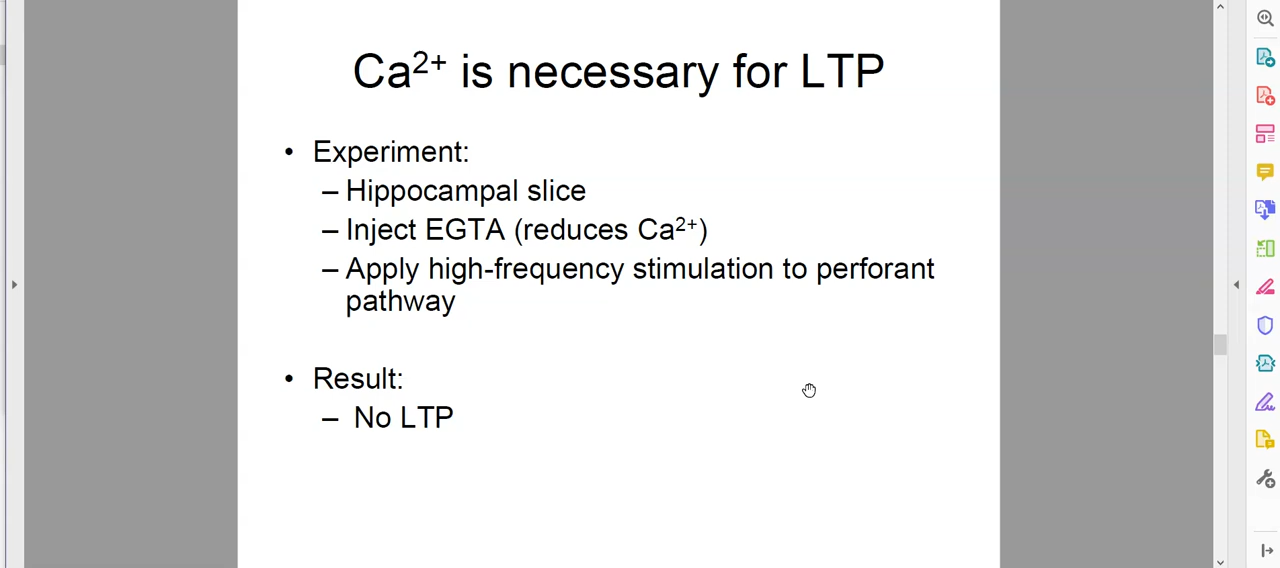 Ca²⁺ is necessary for LTP
• Experiment:
– Hippocampal slice
– Inject EGTA (reduces Ca²⁺)
– Apply high-frequency stimulation to perforant
pathway
• Result:
– No LTP